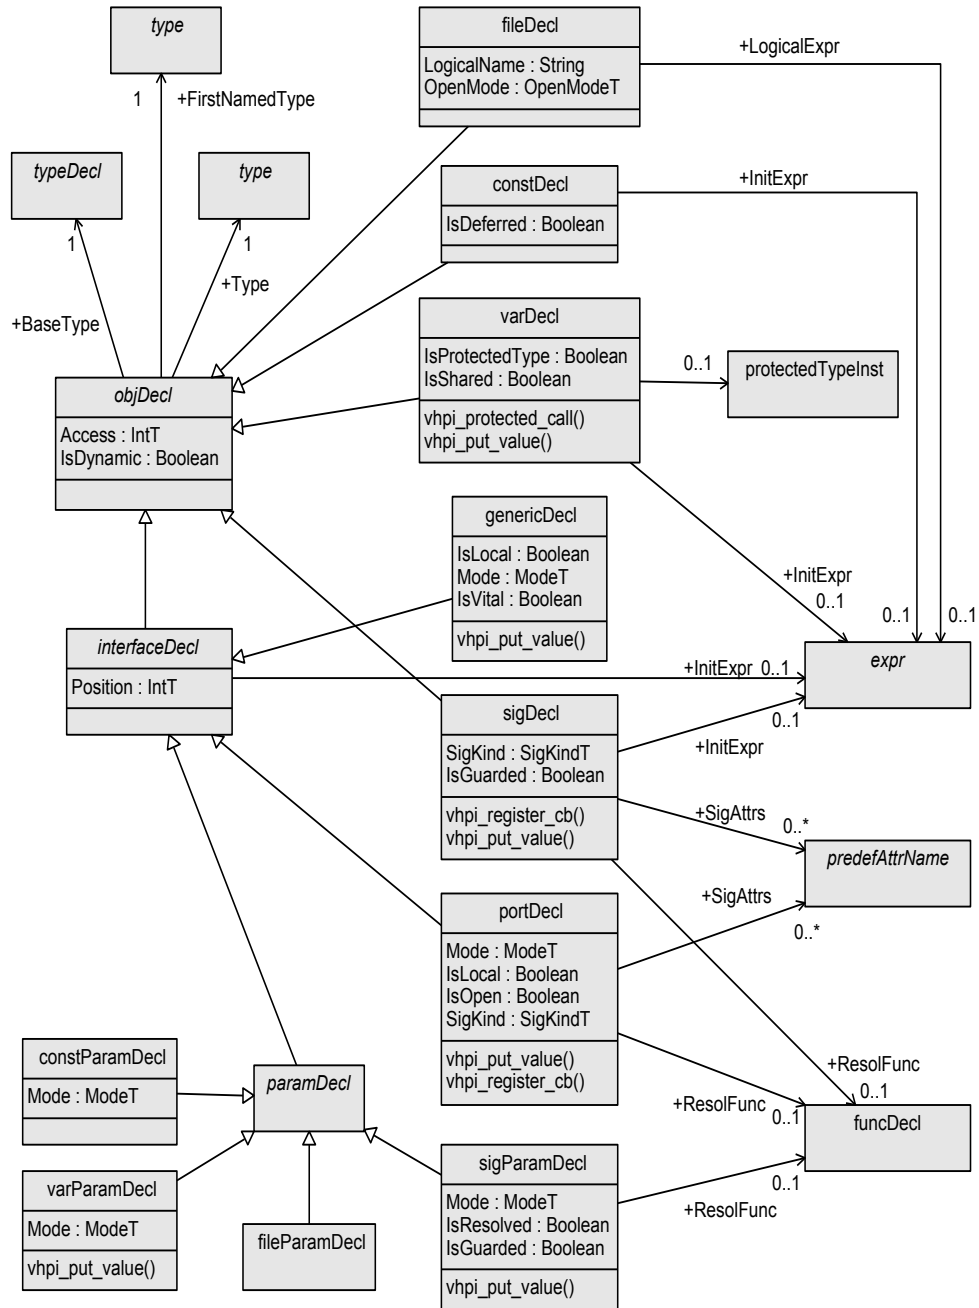 type
fileDecl
LogicalName : String
OpenMode : OpenModeT
+LogicalExpr
1
+FirstNamedType
typeDecl
type
constDecl
IsDeferred : Boolean
+InitExpr
1
1
+Type
+BaseType
varDecl
IsProtectedType : Boolean
IsShared : Boolean
vhpi_protected_call()
vhpi_put_value()
0..1
protectedTypeInst
objDecl
Access : IntT
IsDynamic : Boolean
genericDecl
IsLocal : Boolean
Mode : ModeT
IsVital : Boolean
vhpi_put_value()
+InitExpr
0..1
0..1
0..1
interfaceDecl
Position : IntT
+InitExpr
0..1
expr
sigDecl
SigKind : SigKindT
IsGuarded : Boolean
vhpi_register_cb()
vhpi_put_value()
0..1
+InitExpr
+SigAttrs
0..*
predefAttrName
portDecl
Mode : ModeT
IsLocal : Boolean
IsOpen : Boolean
SigKind : SigKindT
vhpi_put_value()
vhpi_register_cb()
+SigAttrs
0..*
constParamDecl
Mode : ModeT
paramDecl
+ResolFunc
0..1
+ResolFunc
0..1
funcDecl
varParamDecl
Mode : ModeT
vhpi_put_value()
fileParamDecl
sigParamDecl
Mode : ModeT
IsResolved : Boolean
IsGuarded : Boolean
vhpi_put_value()
0..1
+ResolFunc